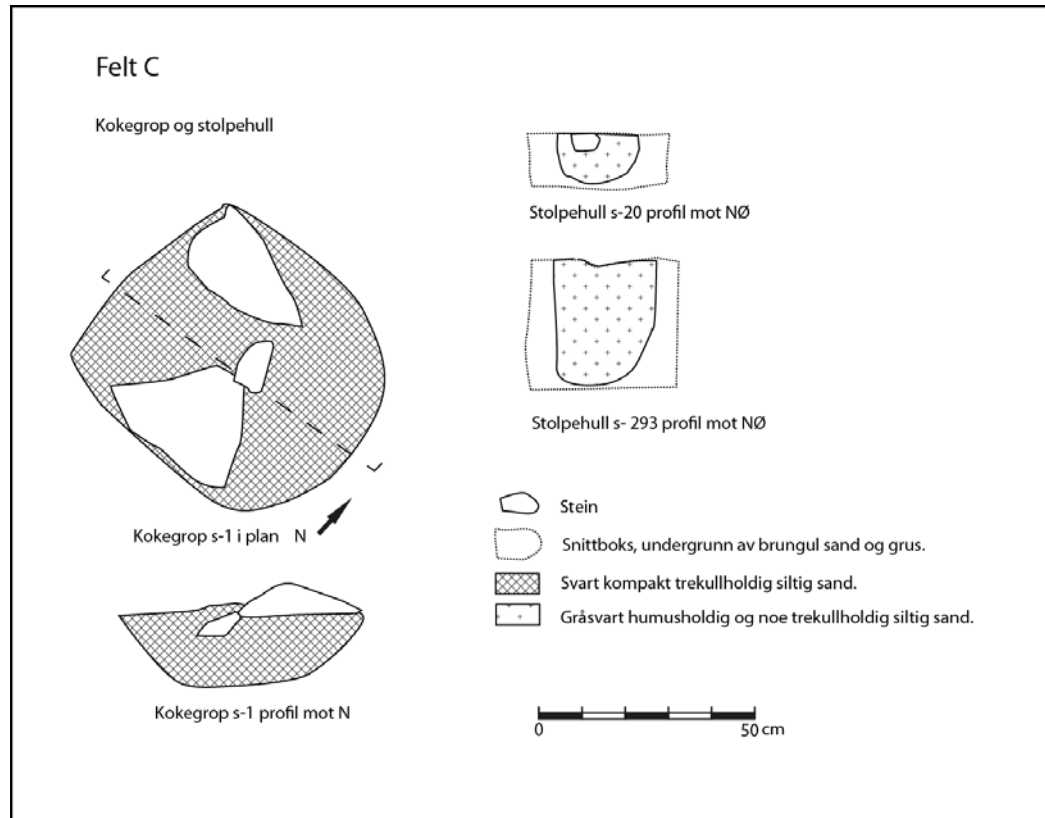 Felt C
Kokegrop og stolpehull
Stolpehull s-20 profil mot NØ
Stolpehull s- 293 profil mot NØ
Kokegrop s-1 i plan N
Kokegrop s-1 profil mot N
Stein
Snittboks, undergrunn av brungul sand og grus.
Svart kompakt trekullholdig siltig sand.
Gråsvart humusholdig og noe trekullholdig siltig sand.
0 50 cm